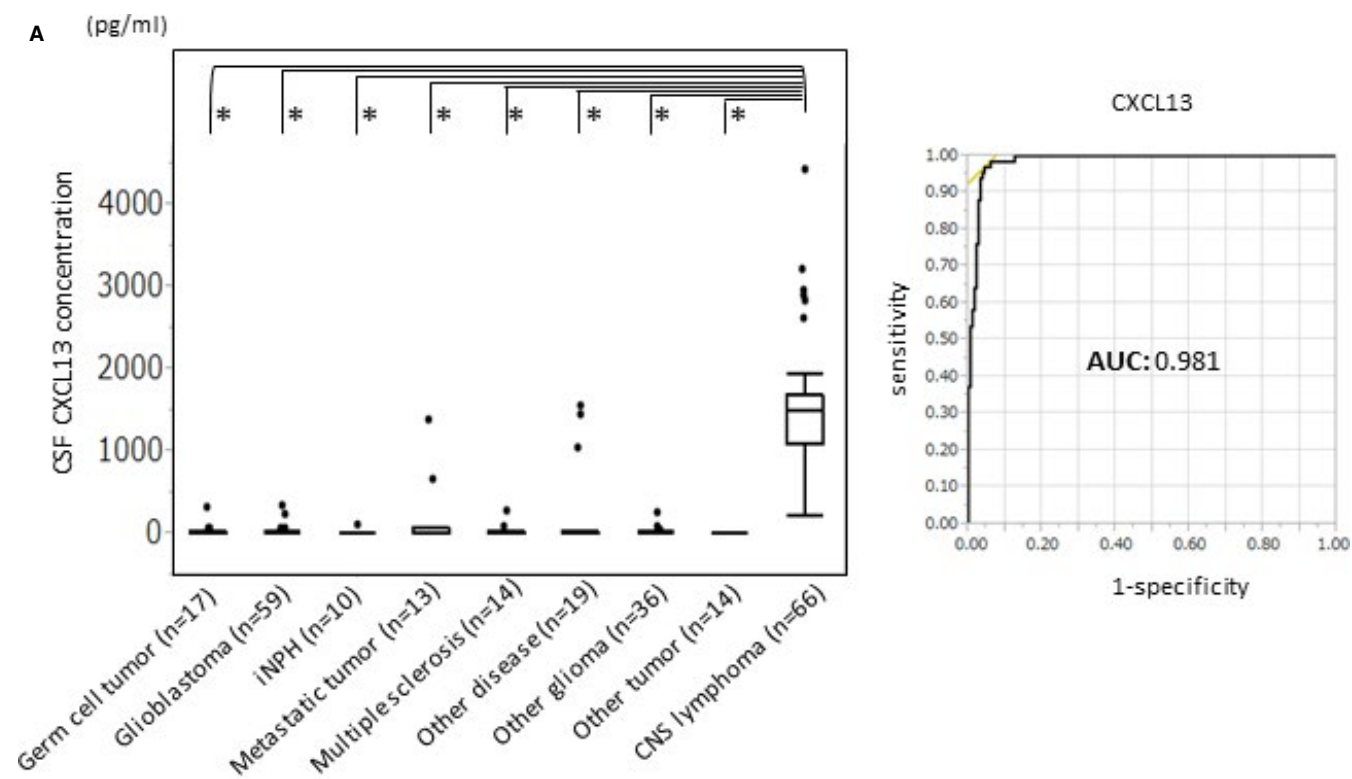 A
(pg/ml)
CSF CXCL13 concentration
4000
3000
2000
1000
0
* * * * * * * *
Germ cell tumor (n=17)
Glioblastoma (n=59)
iNPH (n=10)
Metastatic tumor (n=13)
Multiple sclerosis (n=14)
Other disease (n=19)
Other glioma (n=36)
Other tumor (n=14)
CNS lymphoma (n=66)
CXCL13
sensitivity
1.00
0.90
0.80
0.70
0.60
0.50
0.40
0.30
0.20
0.10
0.00
AUC: 0.981
0.00 0.20 0.40 0.60 0.80 1.00
1-specificity